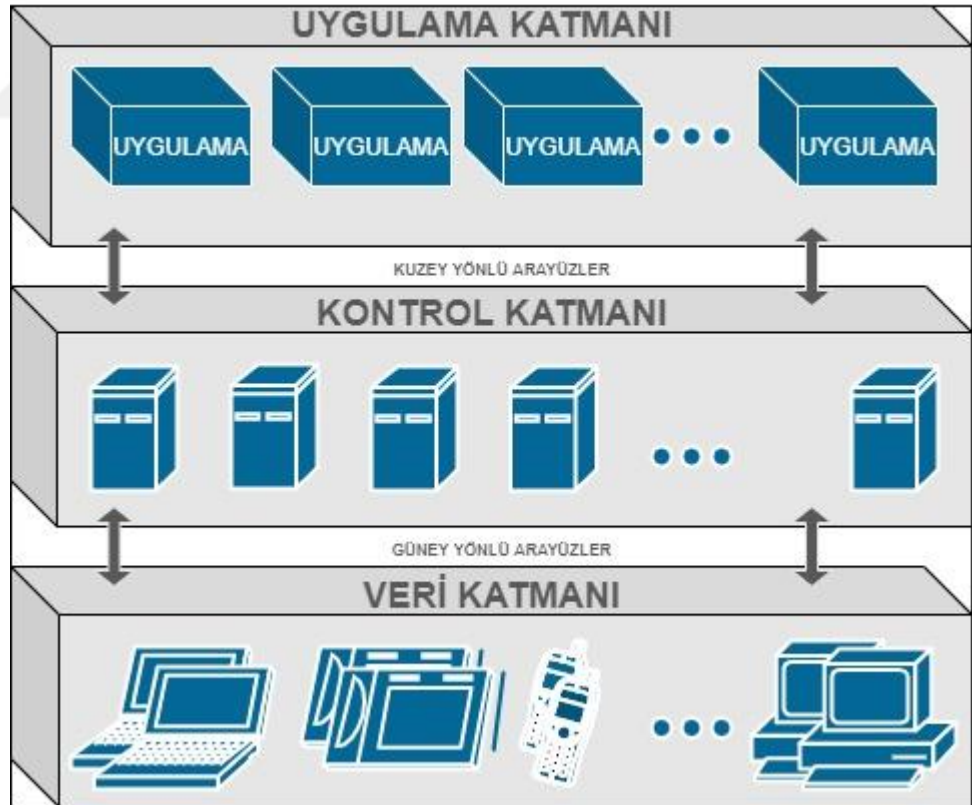 UYGULAMA KATMANI
UYGULAMA UYGULAMA UYGULAMA UYGULAMA
KUZEY YÖNLÜ ARAYÜZLER
KONTROL KATMANI
GÜNEY YÖNLÜ ARAYÜZLER
VERİ KATMANI